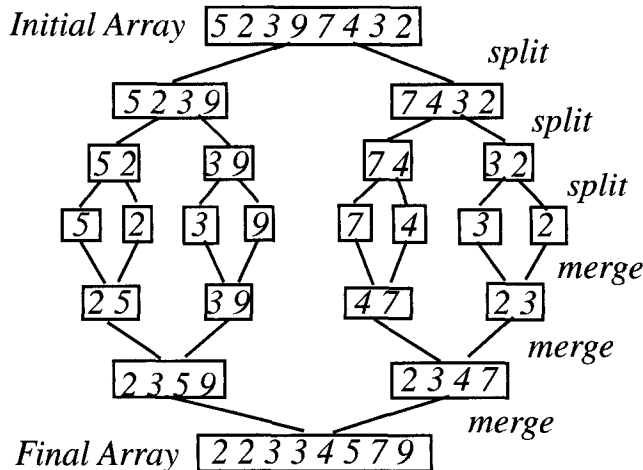 Initial Array 5 2 3 9 7 4 3 2
split
5 2 3 9 7 4 3 2
split
5 2 3 9 7 4 3 2
split
5 2 3 9 7 4 3 2
merge
2 5 3 9 4 7 2 3
merge
2 3 5 9 2 3 4 7
merge
Final Array 2 2 3 3 4 5 7 9